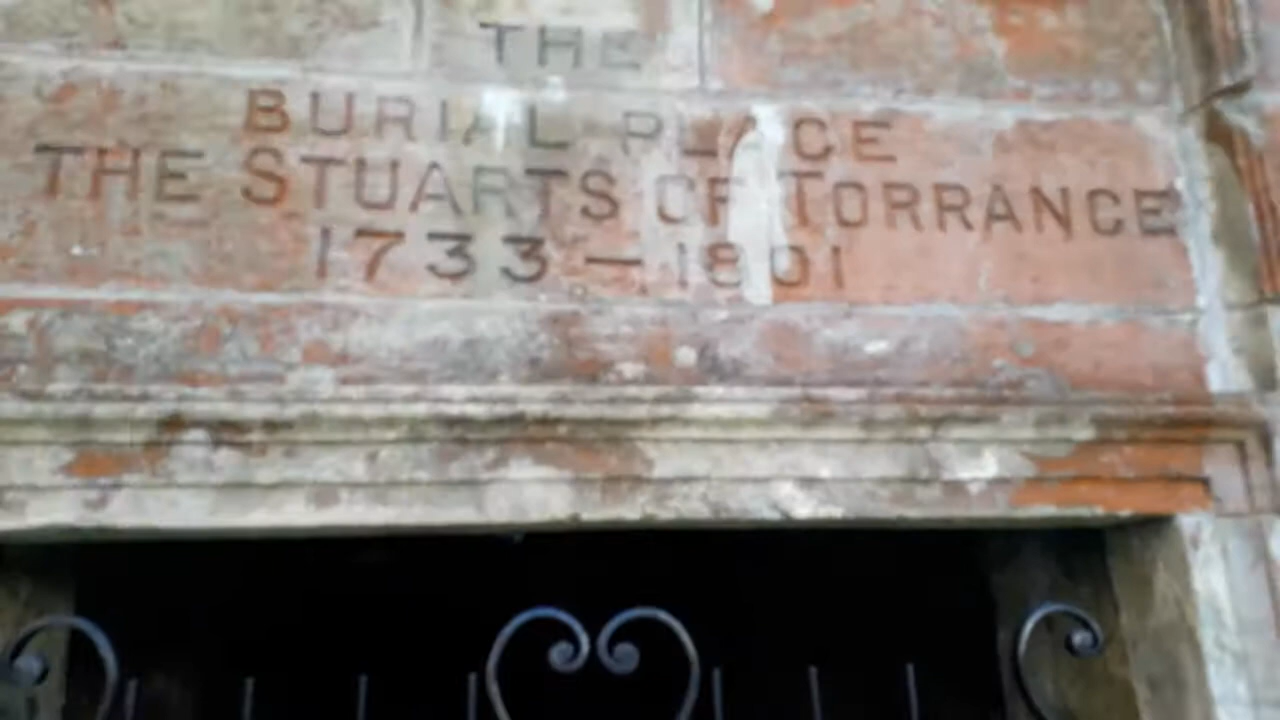 THE
BURIAL PLACE
THE STUARTS OF TORRANCE
1733 – 1801